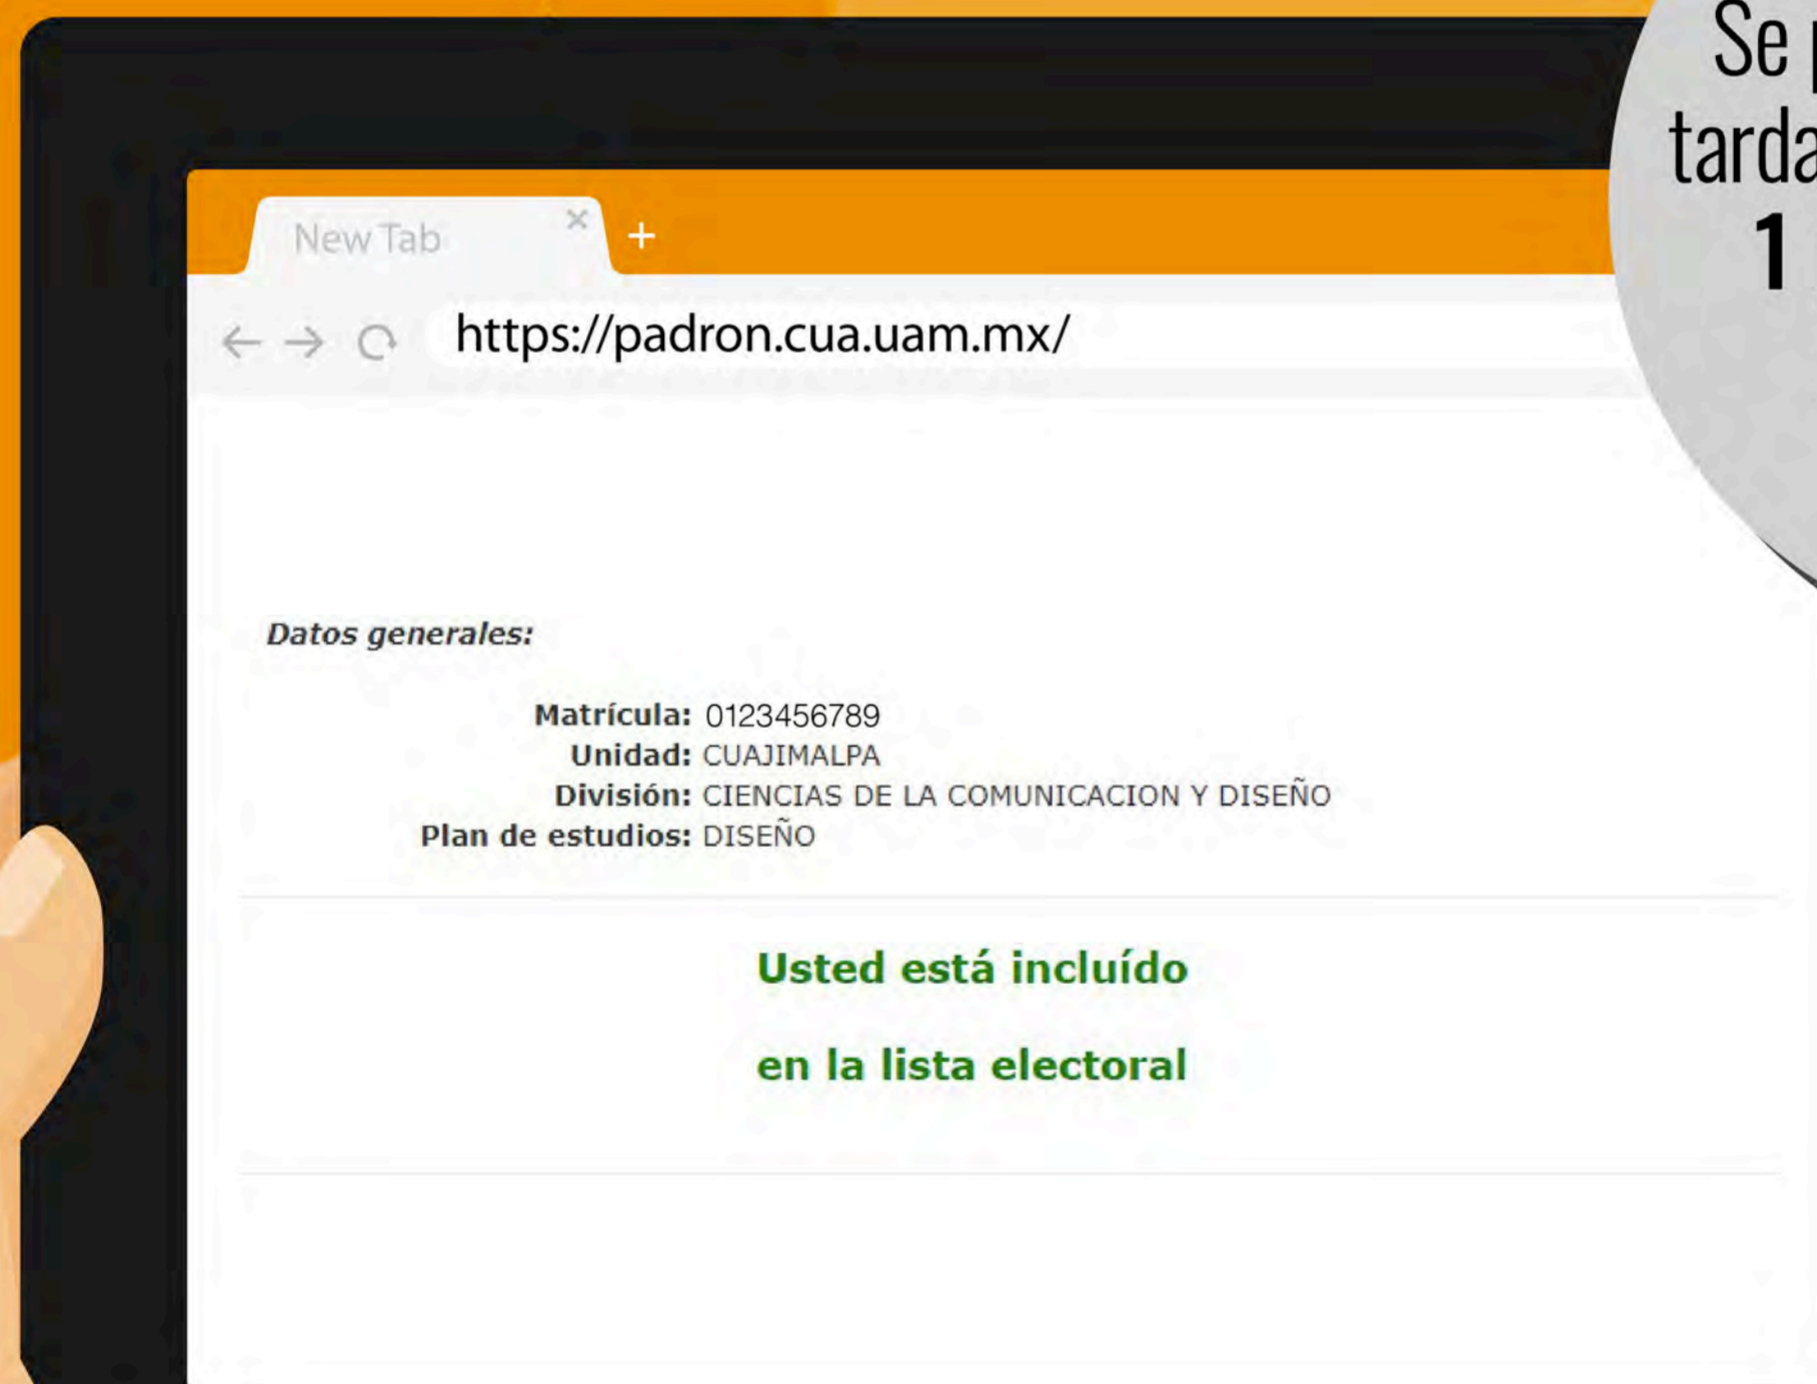 Se
tarda
1
New Tab
https://padron.cua.uam.mx/
Datos generales:
Matrícula: 0123456789
Unidad: CUAJIMALPA
División: CIENCIAS DE LA COMUNICACION Y DISEÑO
Plan de estudios: DISEÑO
Usted está incluído
en la lista electoral